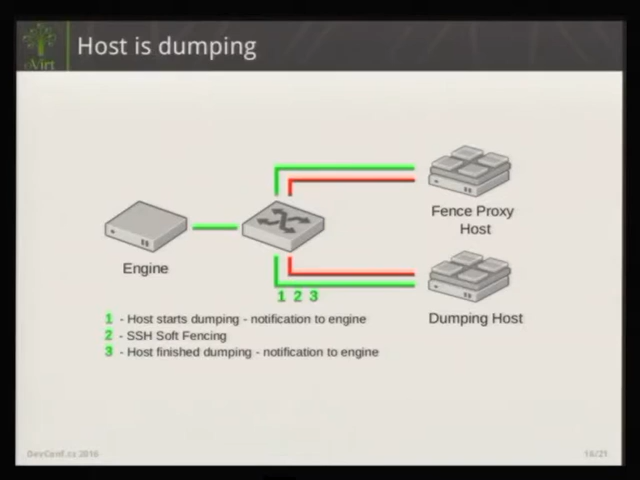 oVirt
Host is dumping
Fence Proxy
Host
Engine
1 2 3
Dumping Host
1 - Host starts dumping - notification to engine
2 - SSH Soft Fencing
3 - Host finished dumping - notification to engine
DevConf.cz 2016
16/21